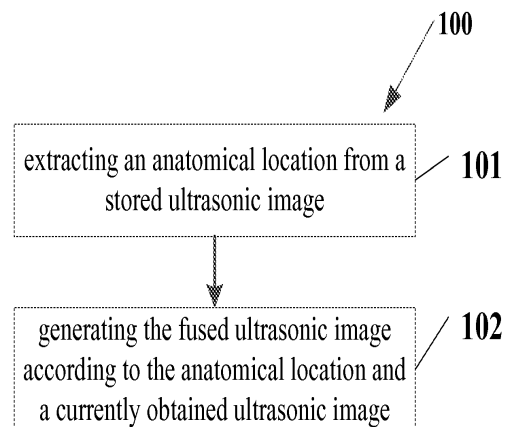 100
extracting an anatomical location from a
stored ultrasonic image
101
generating the fused ultrasonic image
according to the anatomical location and
a currently obtained ultrasonic image
102